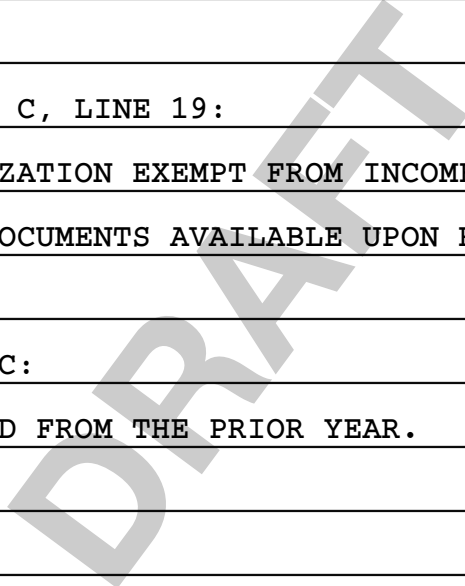 C, LINE 19:
ZATION EXEMPT FROM INCOM
OCUMENTS AVAILABLE UPON
C:
D FROM THE PRIOR YEAR.
DRAFT